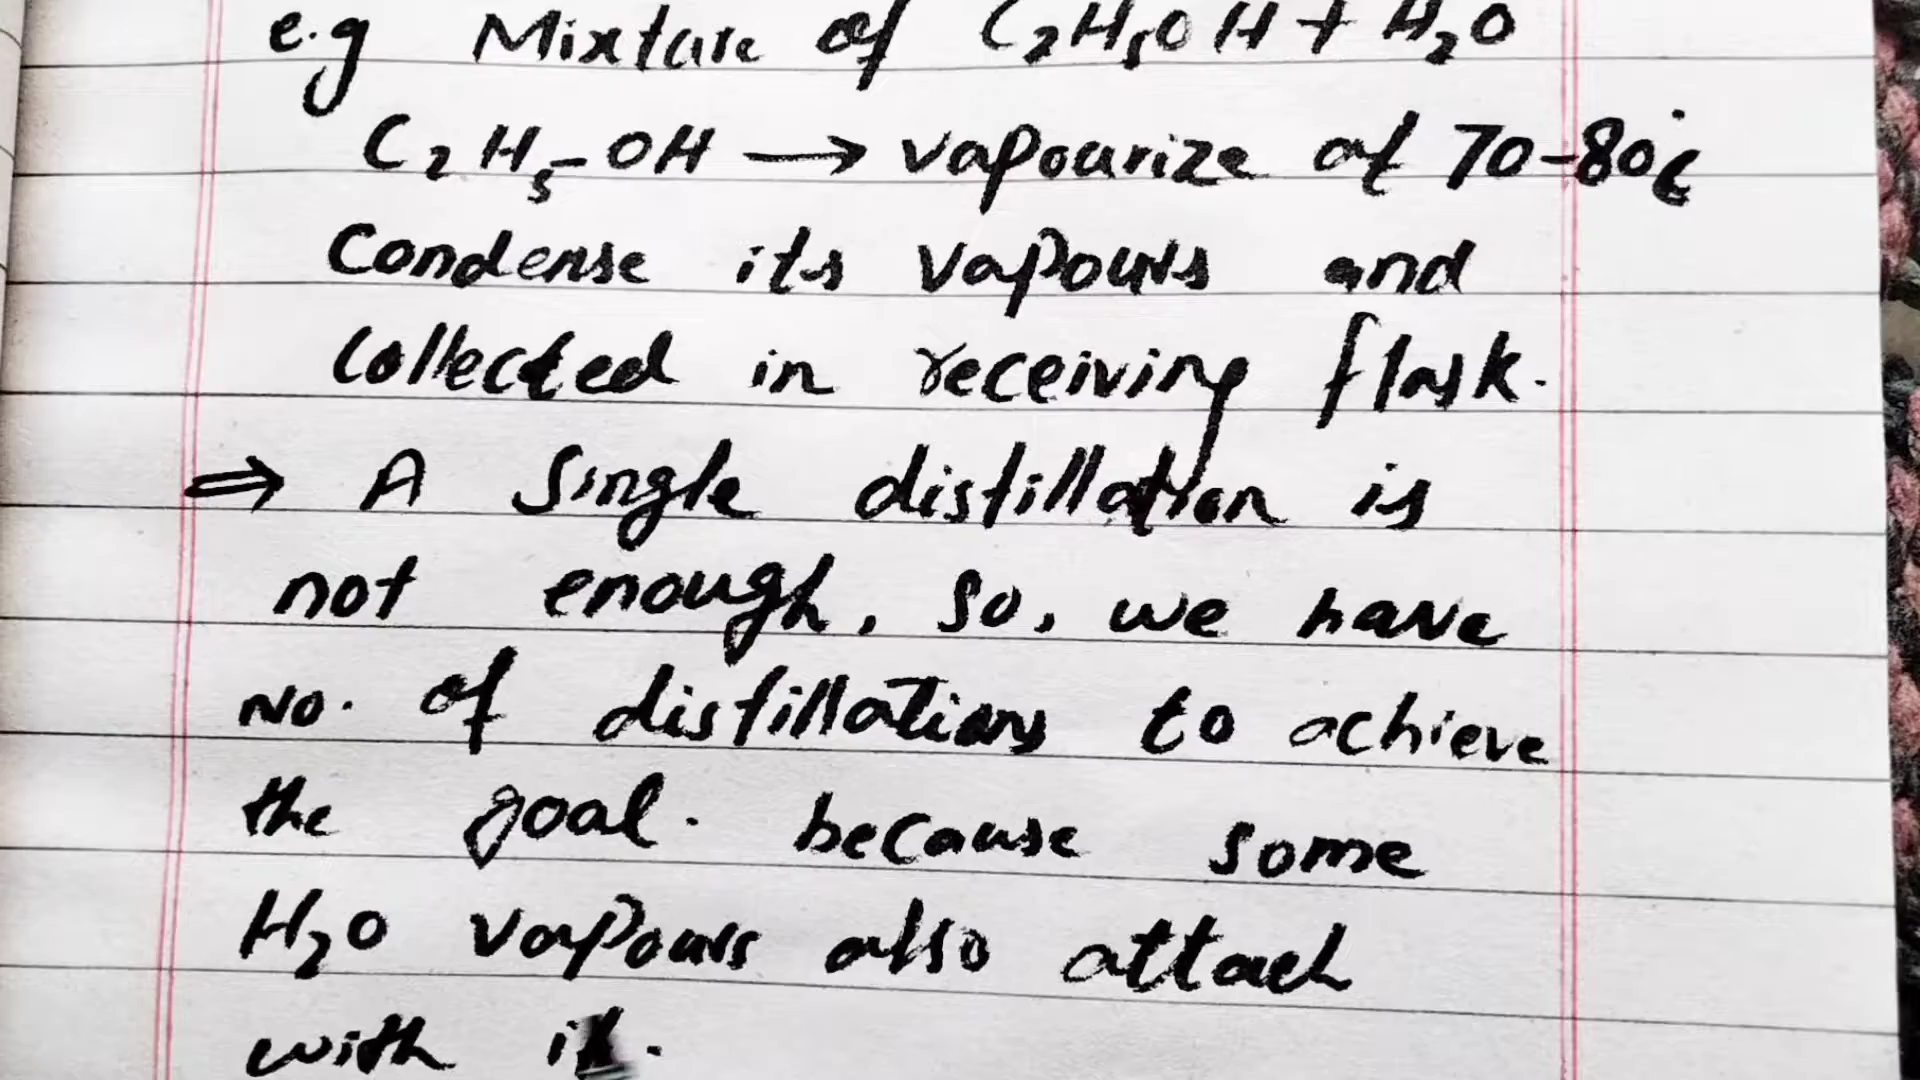 e.g Mixture of C₂H₅OH + H₂O
C₂H₅-OH → vapourize at 70-80°C
Condense its vapours and
collected in receiving flask.
⇒ A single distillation is
not enough, so, we have
no. of distillations to achieve
the goal. because some
H₂O vapours also attach
with it.